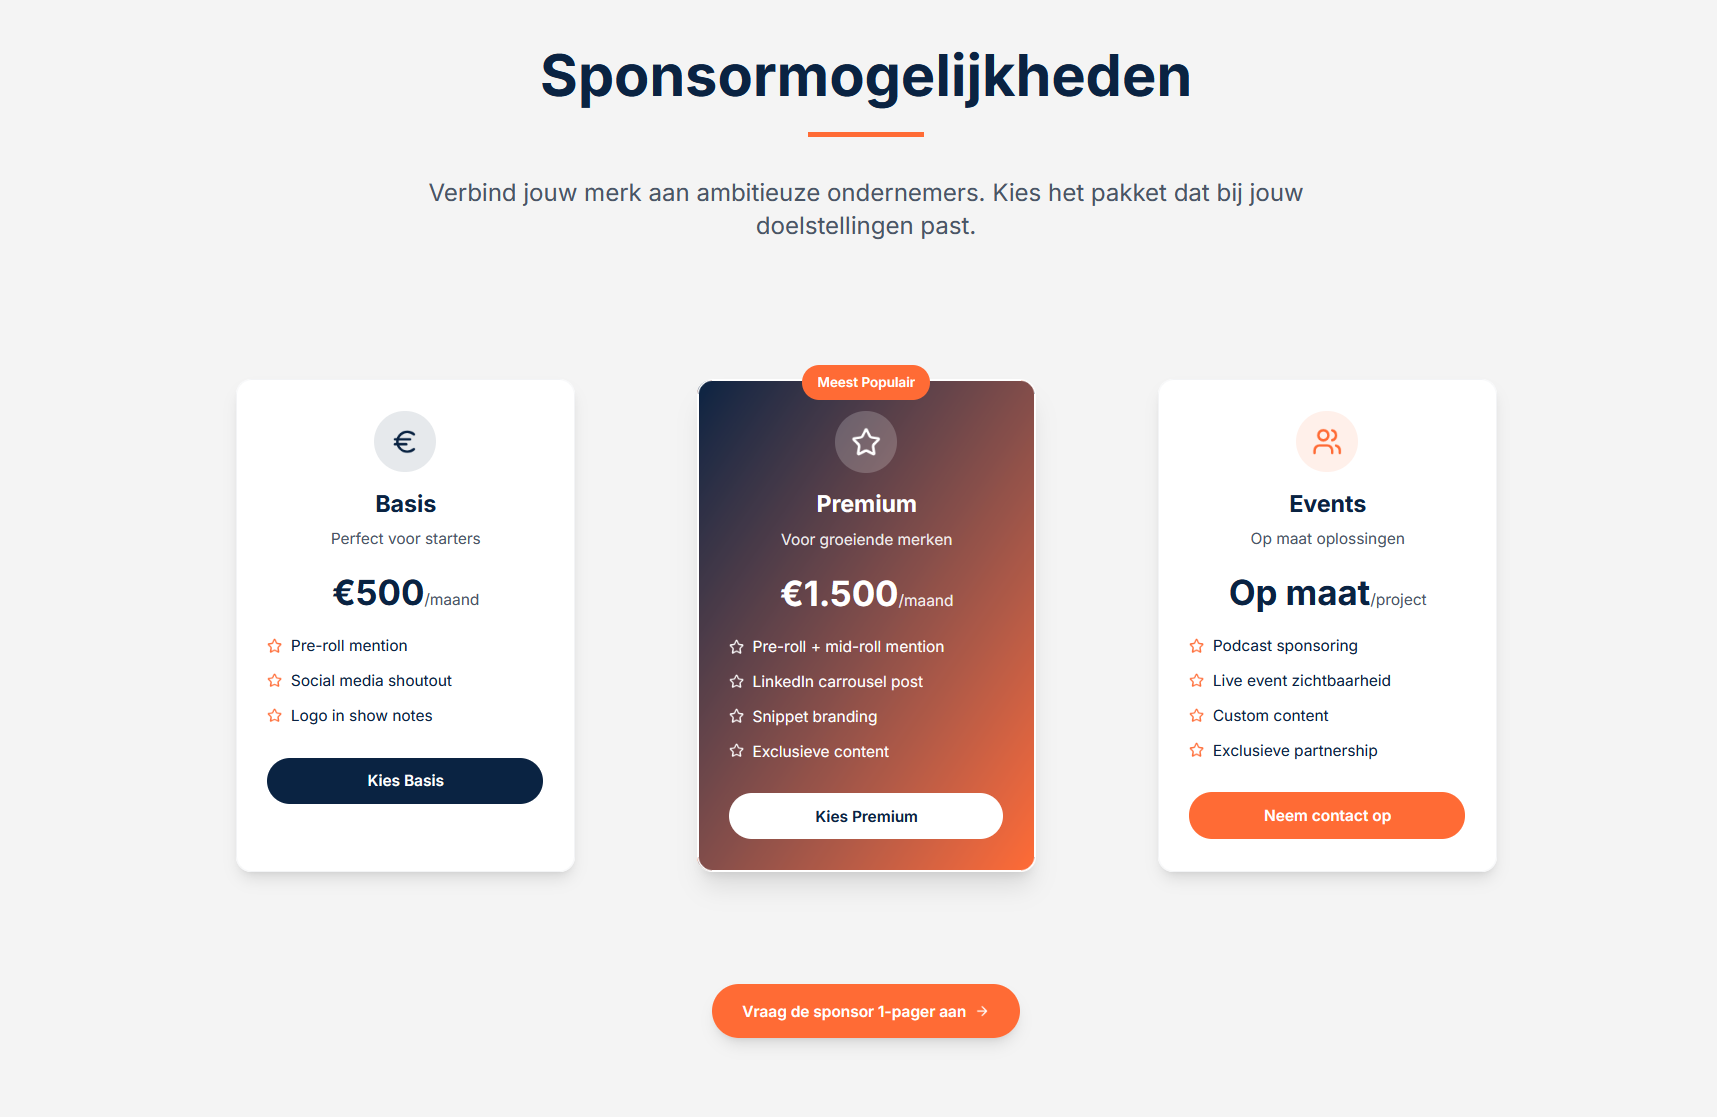 Sponsormogelijkheden
Verbind jouw merk aan ambitieuze ondernemers. Kies het pakket dat bij jouw
doelstellingen past.
€
Basis
Perfect voor starters
€500/maand
Pre-roll mention
Social media shoutout
Logo in show notes
Kies Basis
Meest Populair
Premium
Voor groeiende merken
€1.500/maand
Pre-roll + mid-roll mention
LinkedIn carrousel post
Snippet branding
Exclusieve content
Kies Premium
Events
Op maat oplossingen
Op maat/project
Podcast sponsoring
Live event zichtbaarheid
Custom content
Exclusieve partnership
Neem contact op
Vraag de sponsor 1-pager aan →